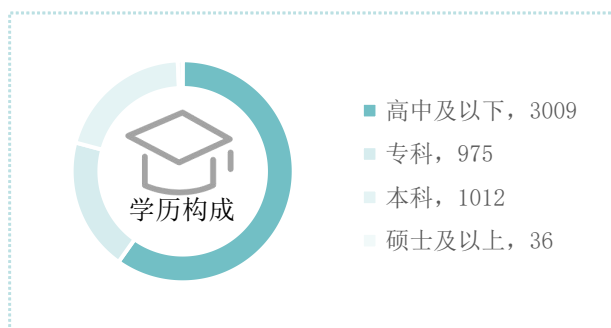 学历构成
高中及以下，3009
专科，975
本科，1012
硕士及以上，36